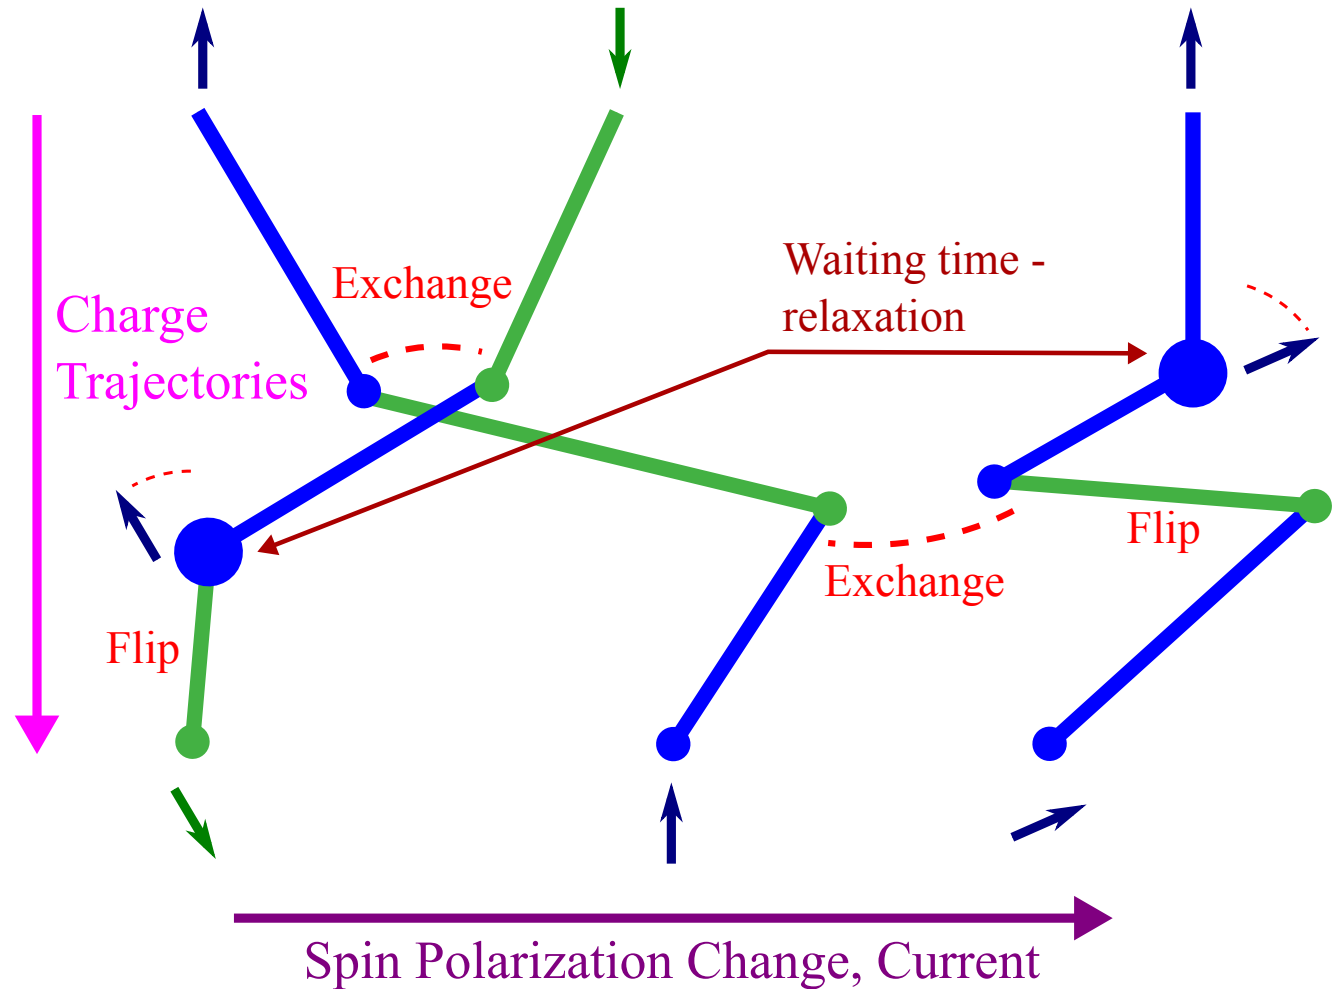 Exchange
Waiting time -
relaxation
Charge
Trajectories
Flip
Exchange
Flip
Spin Polarization Change, Current